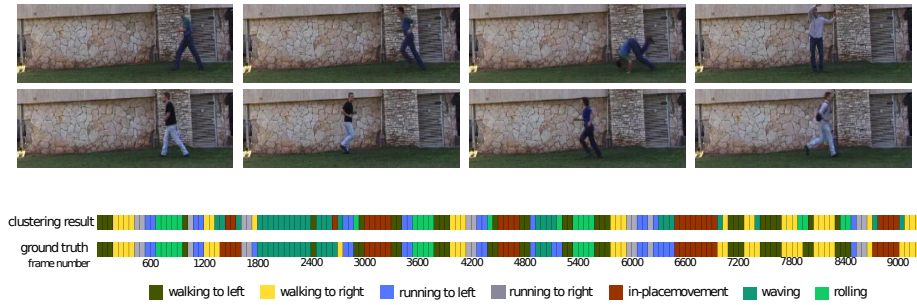 clustering result
ground truth
frame number
600 1200 1800 2400 3000 3600 4200 4800 5400 6000 6600 7200 7800 8400 9000
walking to left walking to right running to left running to right in-placemovement waving rolling